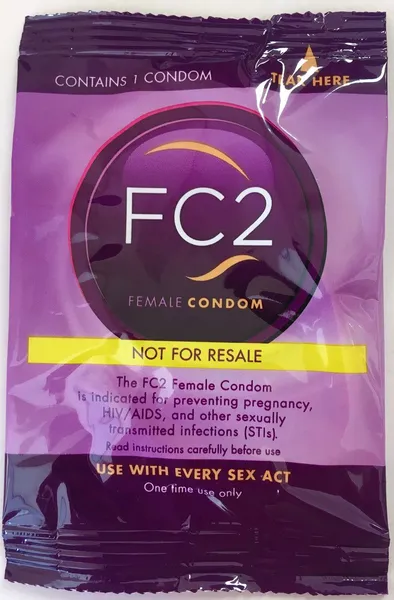 CONTAINS 1 CONDOM
TEAR HERE
FC2
FEMALE CONDOM
NOT FOR RESALE
The FC2 Female Condom
is indicated for preventing pregnancy,
HIV/AIDS, and other sexually
transmitted infections (STIs).
Read instructions carefully before use
USE WITH EVERY SEX ACT
One time use only